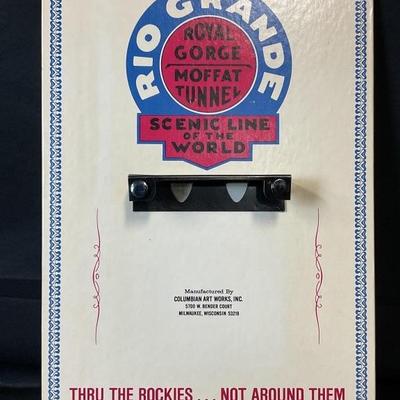 RIO GRANDE
ROYAL
GORGE
MOFFAT
TUNNEL
SCENIC LINE
OF THE
WORLD
Manufactured By
COLUMBIAN ART WORKS, INC.
5700 W. BENDER COURT
MILWAUKEE, WISCONSIN 53218
THRU THE ROCKIES . . . NOT AROUND THEM